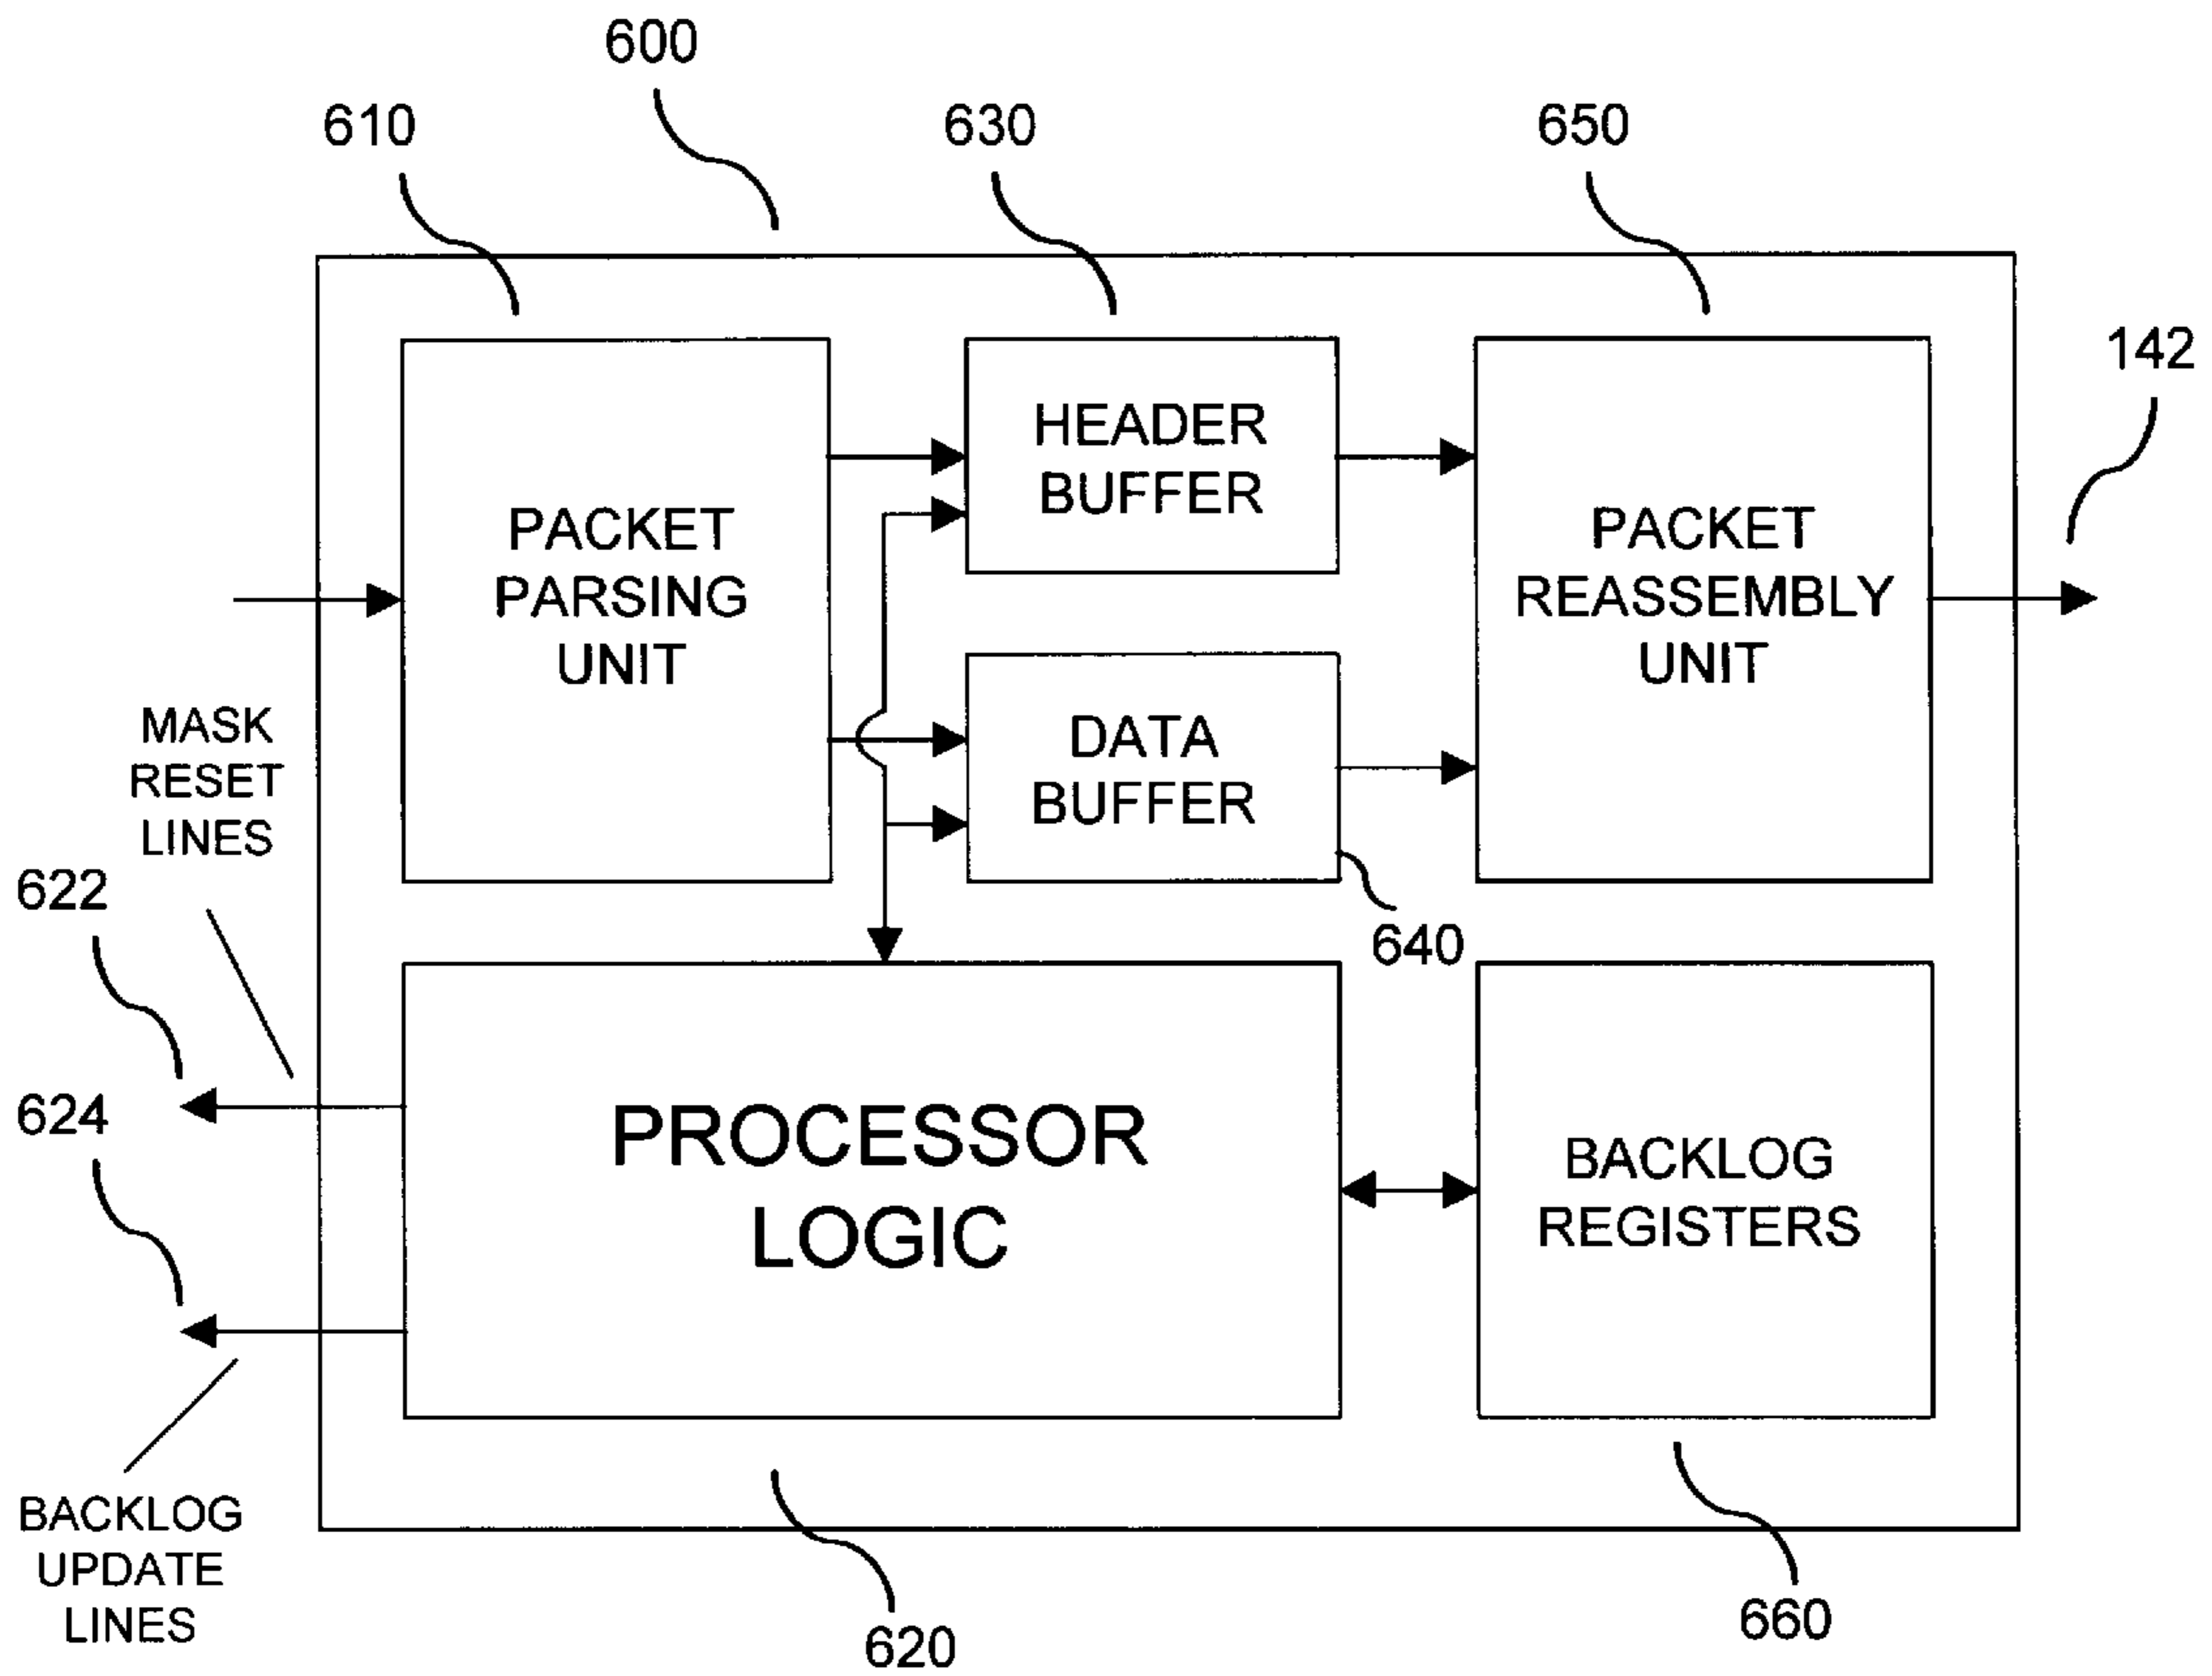 600
610
630
650
142
HEADER
BUFFER
PACKET
PARSING
UNIT
PACKET
REASSEMBLY
UNIT
MASK
RESET
LINES
DATA
BUFFER
622
640
624
PROCESSOR
LOGIC
BACKLOG
REGISTERS
BACKLOG
UPDATE
LINES
620
660